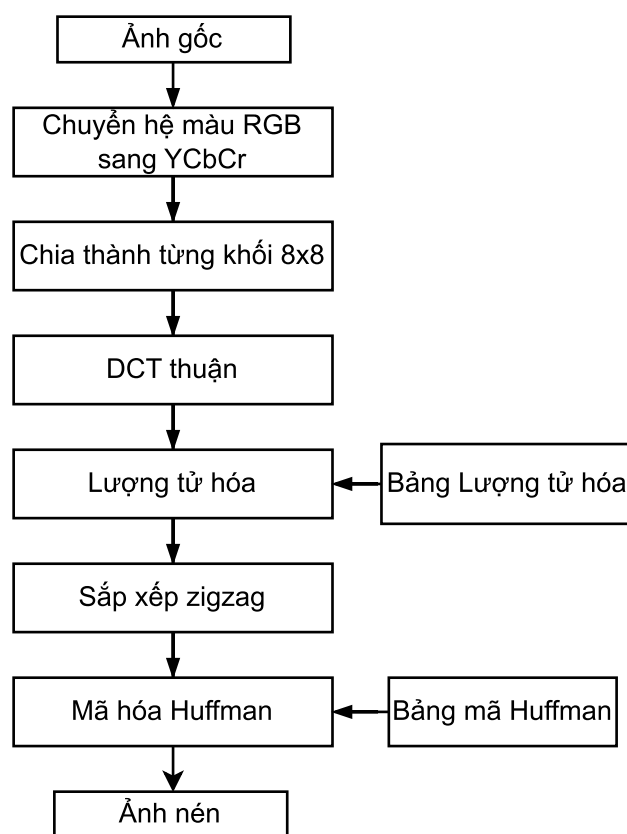 Ảnh gốc
Chuyển hệ màu RGB
sang YCbCr
Chia thành từng khối 8x8
DCT thuận
Lượng tử hóa
Bảng Lượng tử hóa
Sắp xếp zigzag
Mã hóa Huffman
Bảng mã Huffman
Ảnh nén